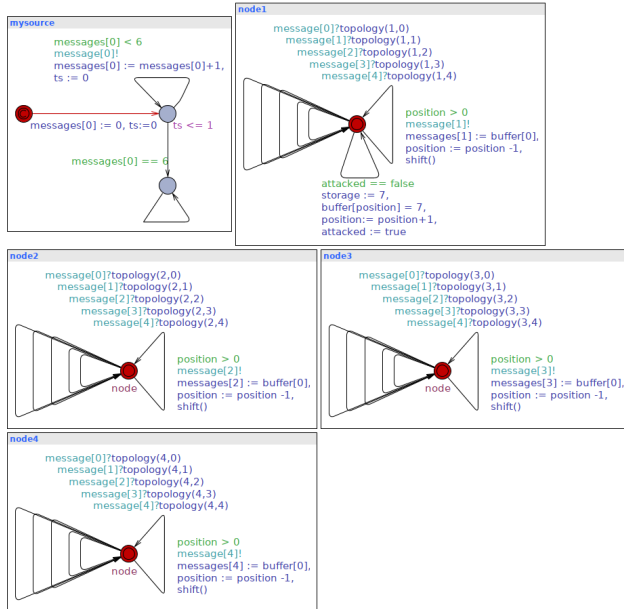 mysource
messages[0] < 6
message[0]!
messages[0] := messages[0]+1,
ts := 0
messages[0] := 0, ts:=0
ts <= 1
messages[0] == 6
node1
message[0]?topology(1,0)
message[1]?topology(1,1)
message[2]?topology(1,2)
message[3]?topology(1,3)
message[4]?topology(1,4)
position > 0
message[1]!
messages[1] := buffer[0],
position := position -1,
shift()
attacked == false
storage := 7,
buffer[position] = 7,
position:= position+1,
attacked := true
node2
message[0]?topology(2,0)
message[1]?topology(2,1)
message[2]?topology(2,2)
message[3]?topology(2,3)
message[4]?topology(2,4)
position > 0
message[2]!
messages[2] := buffer[0],
position := position -1,
shift()
node
node3
message[0]?topology(3,0)
message[1]?topology(3,1)
message[2]?topology(3,2)
message[3]?topology(3,3)
message[4]?topology(3,4)
position > 0
message[3]!
messages[3] := buffer[0],
position := position -1,
shift()
node
node4
message[0]?topology(4,0)
message[1]?topology(4,1)
message[2]?topology(4,2)
message[3]?topology(4,3)
message[4]?topology(4,4)
position > 0
message[4]!
messages[4] := buffer[0],
position := position -1,
shift()
node